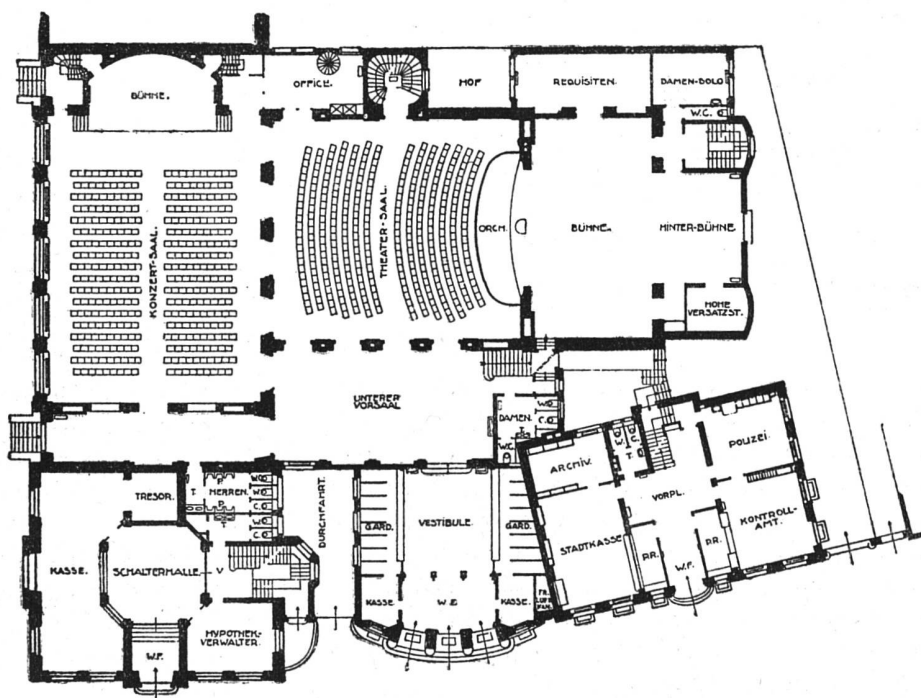 BÜHNE.
OFFICE.
HOF
REQUISITEN.
DAMEN-SOLO
W.C.
KONZERT-SAAL.
THEATER-SAAL
ORCH.
BÜHNE.
HINTER-BÜHNE.
HOHE
VERSATZST.
UNTERER
VORSAAL
DAMEN.
W.
C.
T.
W.C.
ARCHIV.
W.
C.
T.
POLIZEI.
TRESOR.
T.
HERREN.
P.
P.
W.
C.
W.
C.
DURCHFAHRT.
GARD.
VESTIBULE.
GARD.
VORPL.
STADTKASSE
P.R.
P.R.
KONTROLL-
AMT.
KASSE.
SCHALTERHALLE.
V
HYPOTHEK.
VERWALTER.
W.F.
KASSE
W.F.
KASSE.
W.F.